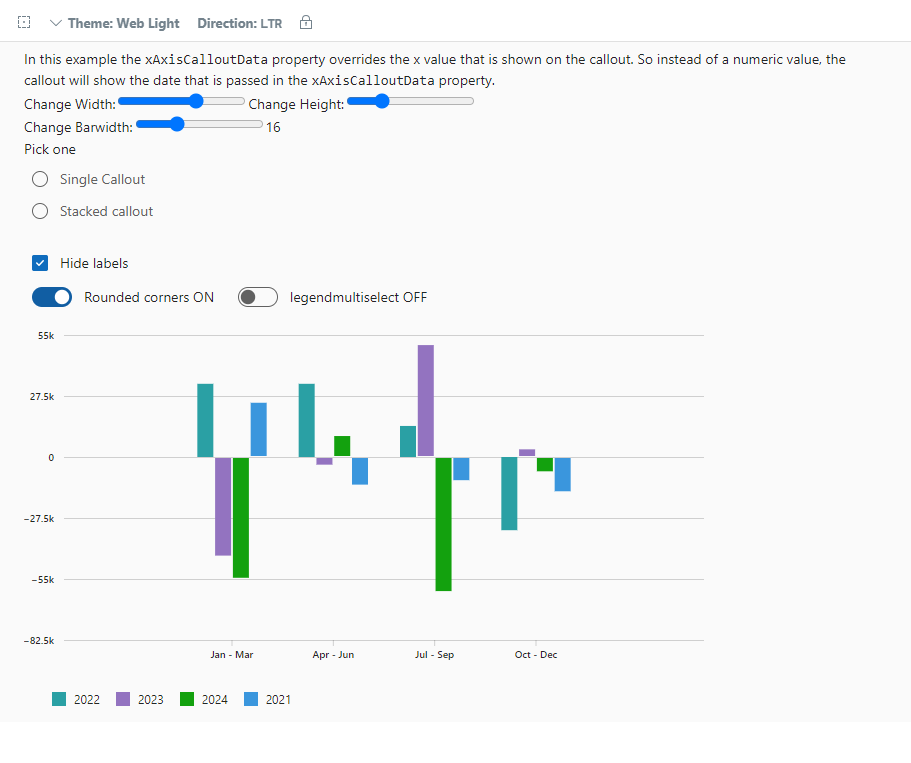 Theme: Web Light Direction: LTR
In this example the xAxisCalloutData property overrides the x value that is shown on the callout. So instead of a numeric value, the
callout will show the date that is passed in the xAxisCalloutData property.
Change Width: Change Height:
Change Barwidth: 16
Pick one
Single Callout
Stacked callout
Hide labels
Rounded corners ON legendmultiselect OFF
55k
27.5k
0
−27.5k
−55k
−82.5k
Jan - Mar Apr - Jun Jul - Sep Oct - Dec
2022 2023 2024 2021